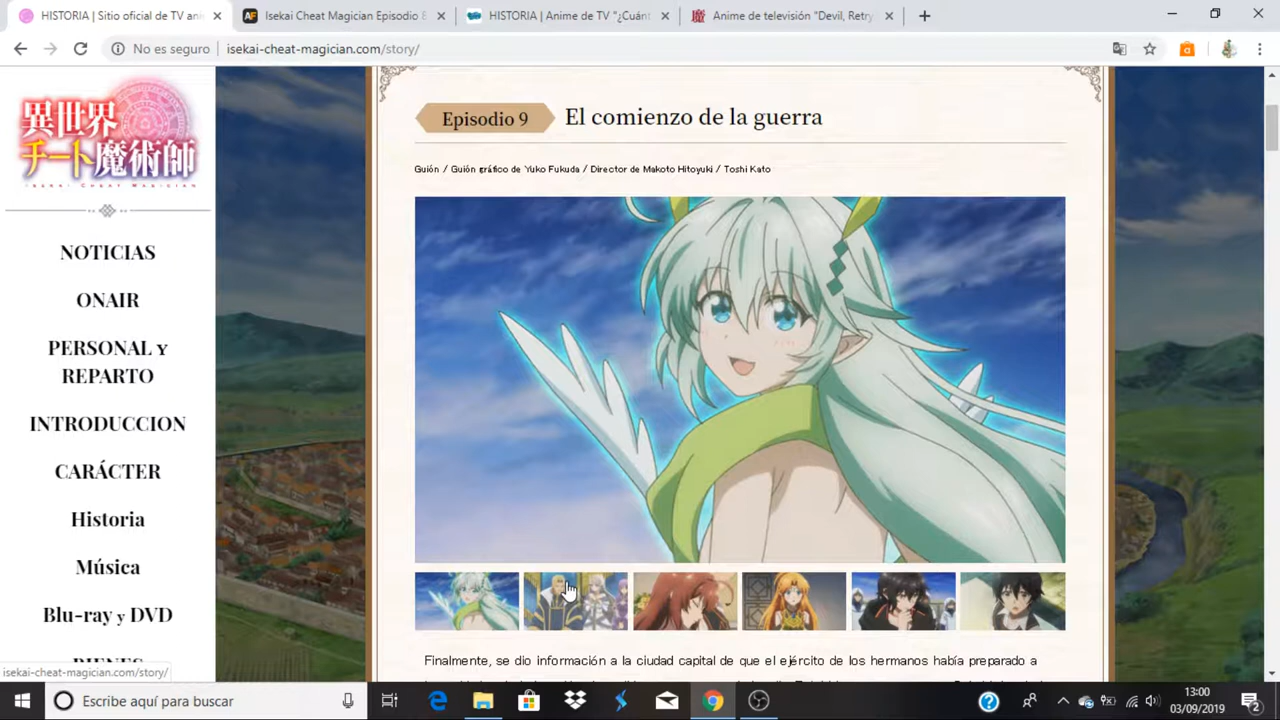 HISTORIA | Sitio oficial de TV ani
Isekai Cheat Magician Episodio 8
HISTORIA | Anime de TV "¿Cuánt
Anime de televisión "Devil, Retry
No es seguro
isekai-cheat-magician.com/story/
異世界
チート魔術師
ISEKAI CHEAT MAGICIAN
NOTICIAS
ONAIR
PERSONAL Y
REPARTO
INTRODUCCION
CARÁCTER
Historia
Música
Blu-ray y DVD
BIENES
Episodio 9
El comienzo de la guerra
Guión / Guión gráfico de Yuko Fukuda / Director de Makoto Hitoyuki / Toshi Kato
Finalmente, se dio información a la ciudad capital de que el ejército de los hermanos había preparado a
isekai-cheat-magician.com/story/
Escribe aquí para buscar
13:00
03/09/2019
2